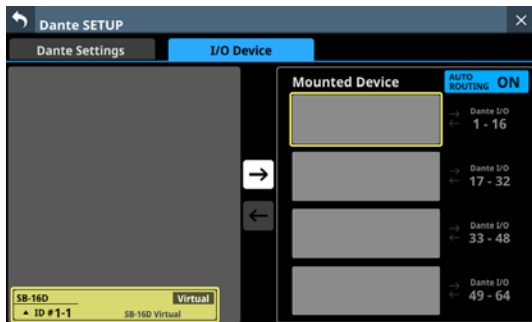 Dante SETUP
Dante Settings
I/O Device
Mounted Device
AUTO ROUTING ON
Dante I/O
1 - 16
Dante I/O
17 - 32
Dante I/O
33 - 48
Dante I/O
49 - 64
SB-16D Virtual
ID # 1-1 SB-16D Virtual